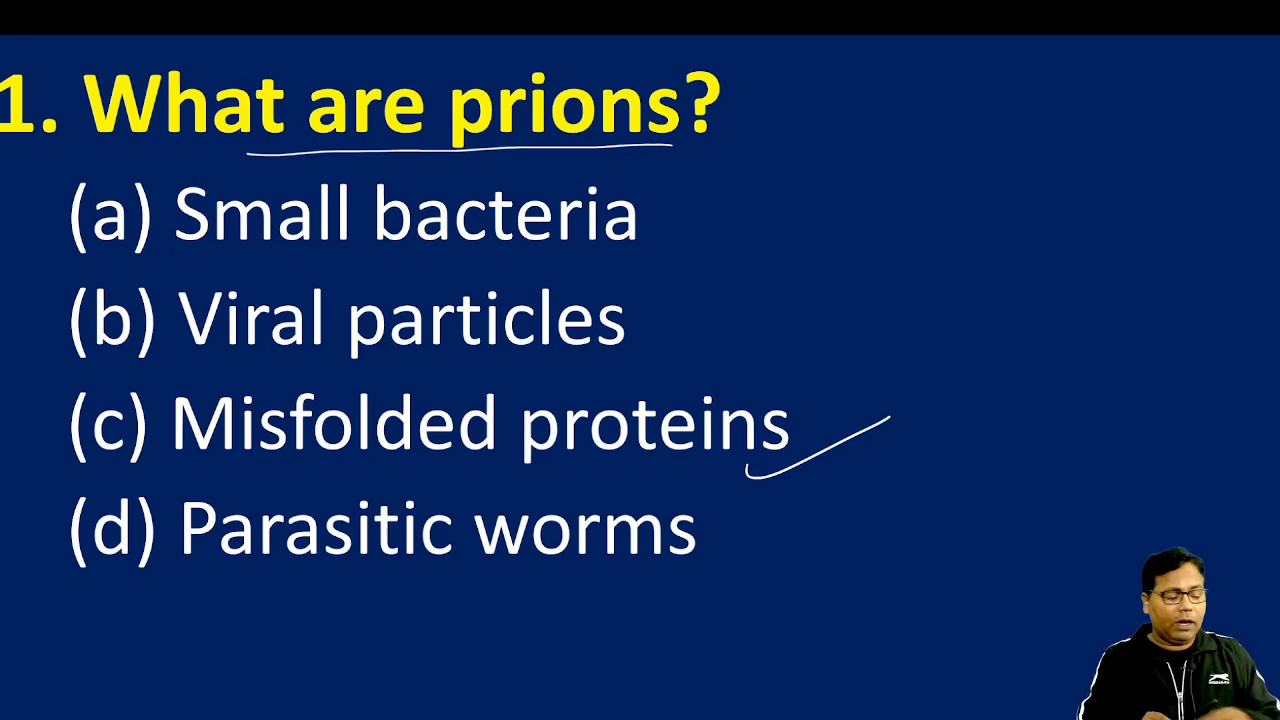 1. What are prions?
(a) Small bacteria
(b) Viral particles
(c) Misfolded proteins
(d) Parasitic worms